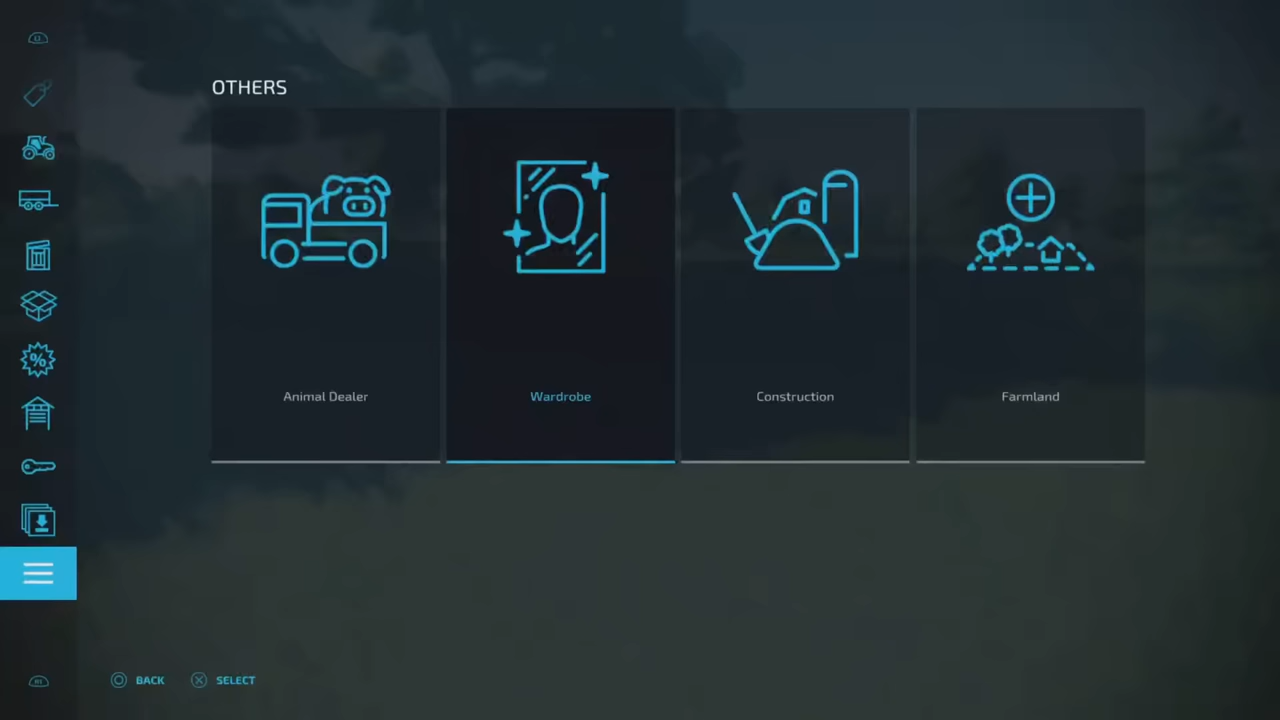 OTHERS
Animal Dealer
Wardrobe
Construction
Farmland
BACK
SELECT